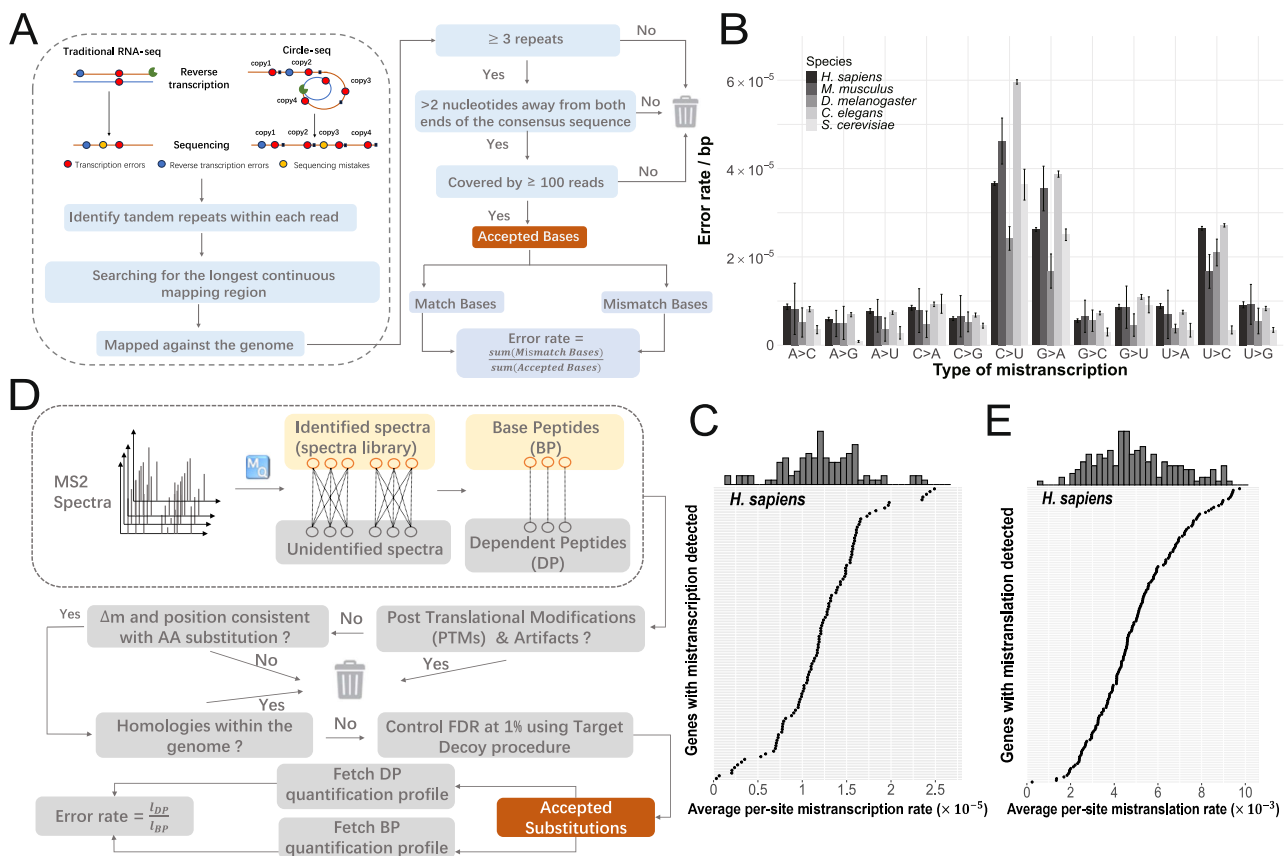 A
Traditional RNA-seq
Circle-seq
copy1
copy2
copy3
copy4
Reverse
transcription
Sequencing
copy1
copy2
copy3
copy4
Transcription errors
Reverse transcription errors
Sequencing mistakes
Identify tandem repeats within each read
Searching for the longest continuous
mapping region
Mapped against the genome
≥ 3 repeats
No
Yes
>2 nucleotides away from both
ends of the consensus sequence
No
Yes
Covered by ≥ 100 reads
No
Yes
Accepted Bases
Match Bases
Mismatch Bases
Error rate =
sum(Mismatch Bases)
sum(Accepted Bases)
B
Species
H. sapiens
M. musculus
D. melanogaster
C. elegans
S. cerevisiae
Error rate / bp
6 × 10⁻⁵
4 × 10⁻⁵
2 × 10⁻⁵
0
A>C A>G A>U C>A C>G C>U G>A G>C G>U U>A U>C U>G
Type of mistranscription
D
MS2
Spectra
M
Q
Identified spectra
(spectra library)
Unidentified spectra
Base Peptides
(BP)
Dependent Peptides
(DP)
Yes
Δm and position consistent
with AA substitution ?
No
Post Translational Modifications
(PTMs) & Artifacts ?
No
Yes
Yes
Homologies within the
genome ?
No
Control FDR at 1% using Target
Decoy procedure
Fetch DP
quantification profile
Error rate = I_DP / I_BP
Accepted
Substitutions
Fetch BP
quantification profile
C
H. sapiens
Genes with mistranscription detected
0 0.5 1 1.5 2 2.5
Average per-site mistranscription rate (× 10⁻⁵)
E
H. sapiens
Genes with mistranslation detected
0 2 4 6 8 10
Average per-site mistranslation rate (× 10⁻³)